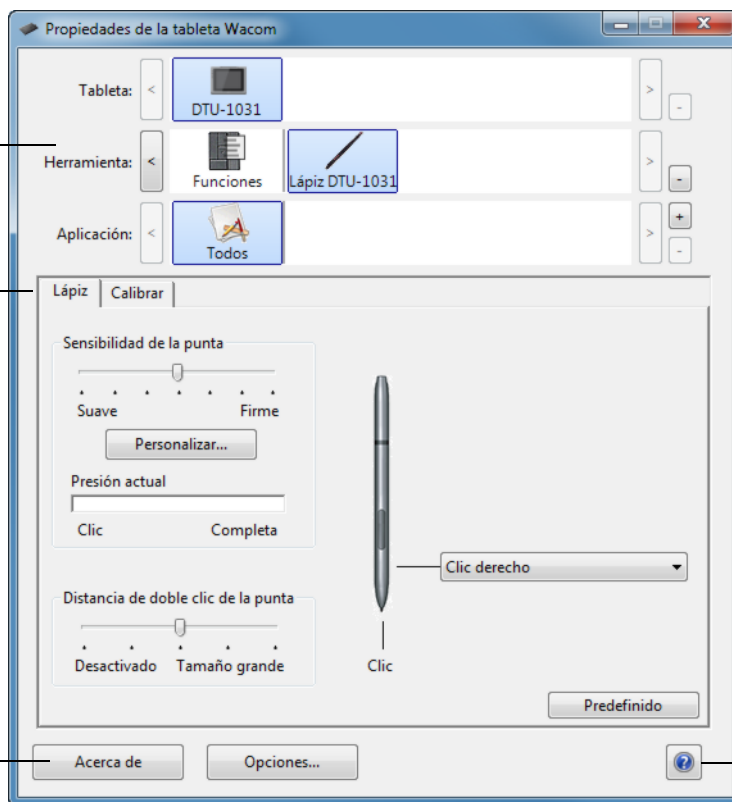 Propiedades de la tableta Wacom
Tableta:
<
DTU-1031
>
-
Herramienta:
<
Funciones
Lápiz DTU-1031
>
-
Aplicación:
<
Todos
>
+
-
Lápiz
Calibrar
Sensibilidad de la punta
Suave
Firme
Personalizar...
Presión actual
Clic
Completa
Clic derecho
Distancia de doble clic de la punta
Desactivado
Tamaño grande
Clic
Predefinido
Acerca de
Opciones...
?